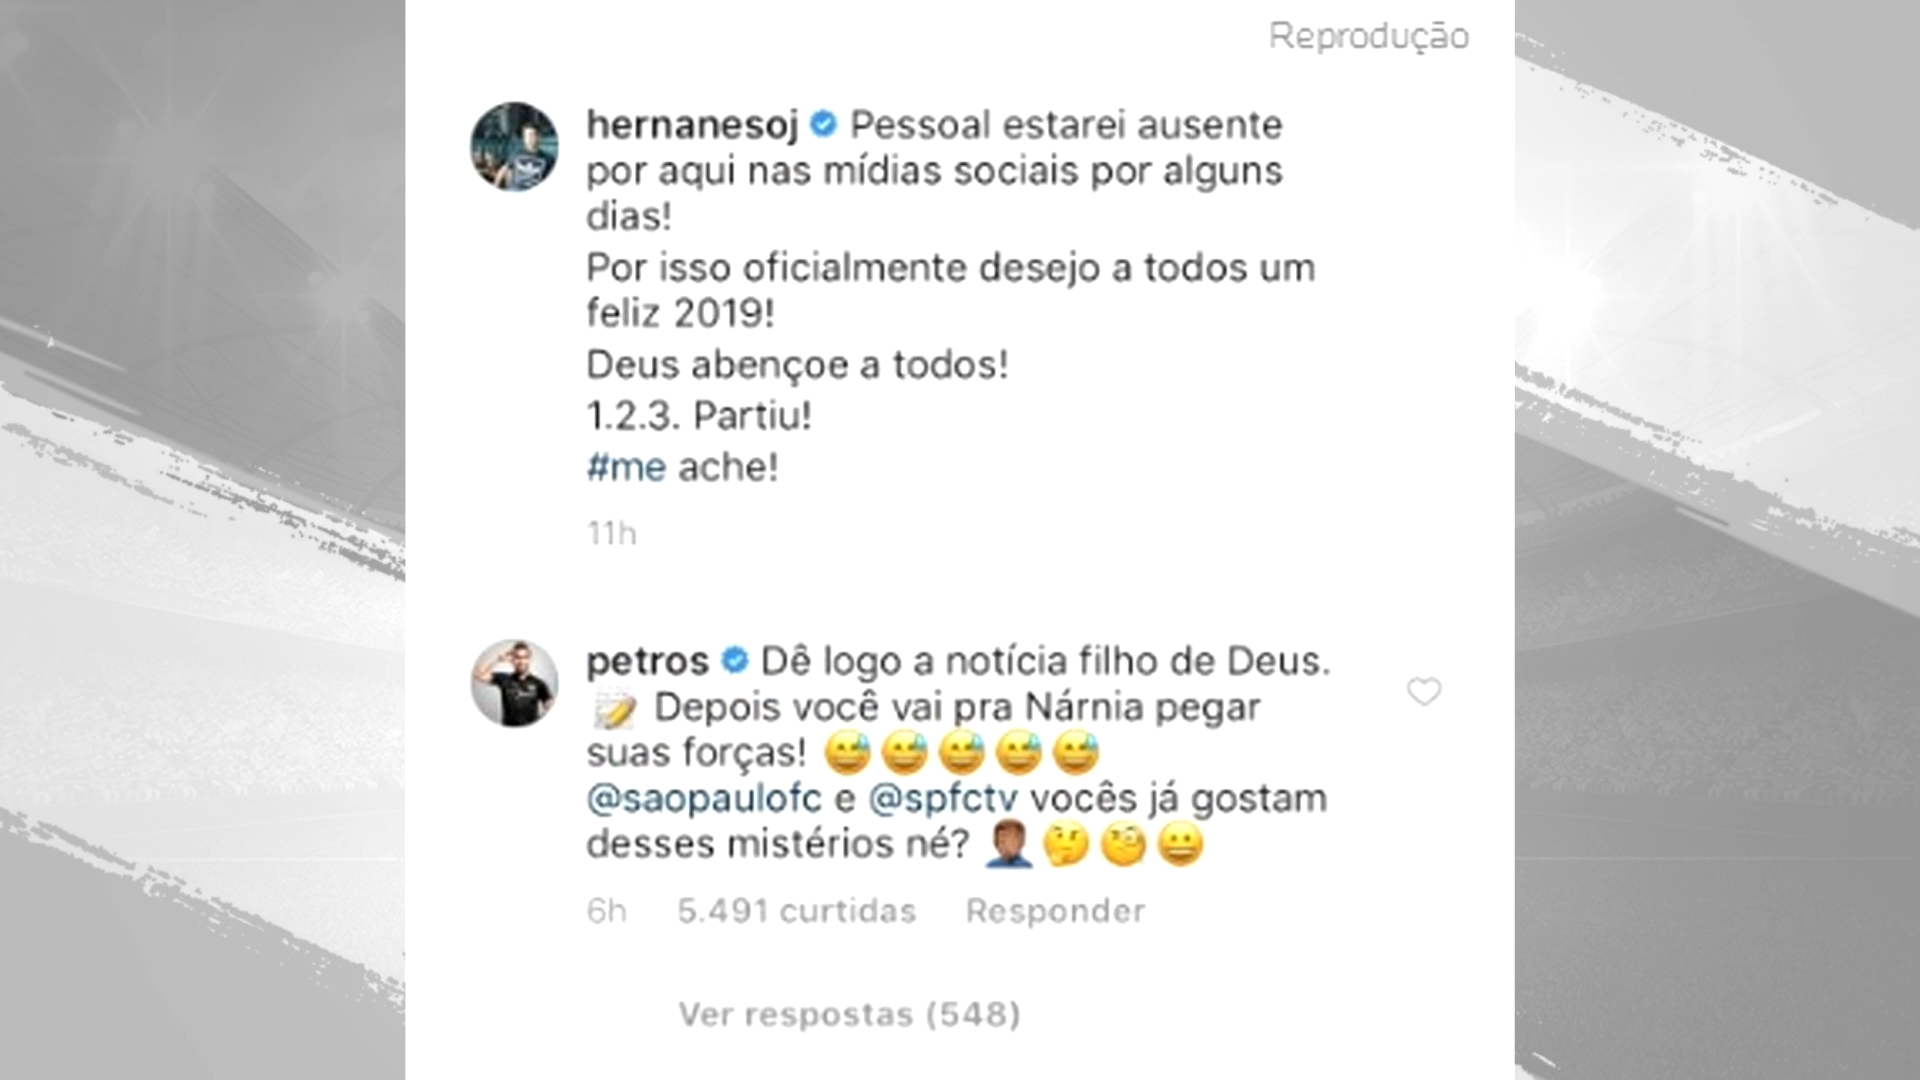 Reprodução
hernanesoj Pessoal estarei ausente
por aqui nas mídias sociais por alguns
dias!
Por isso oficialmente desejo a todos um
feliz 2019!
Deus abençoe a todos!
1.2.3. Partiu!
#me ache!
11h
petros Dê logo a notícia filho de Deus.
📝 Depois você vai pra Nárnia pegar
suas forças! 😅😅😅😅😅
@saopaulofc e @spfctv vocês já gostam
desses mistérios né? 🤦🏾‍♂️🤔🧐😀
6h 5.491 curtidas Responder
Ver respostas (548)